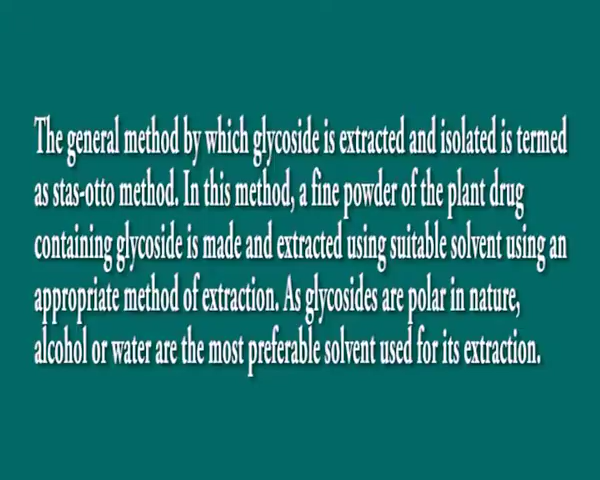 The general method by which glycoside is extracted and isolated is termed
as stas-otto method. In this method, a fine powder of the plant drug
containing glycoside is made and extracted using suitable solvent using an
appropriate method of extraction. As glycosides are polar in nature,
alcohol or water are the most preferable solvent used for its extraction.